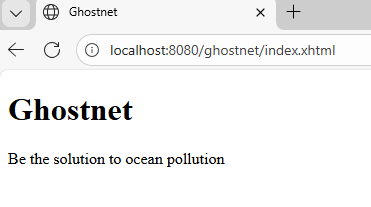 Ghostnet
localhost:8080/ghostnet/index.xhtml
Ghostnet
Be the solution to ocean pollution